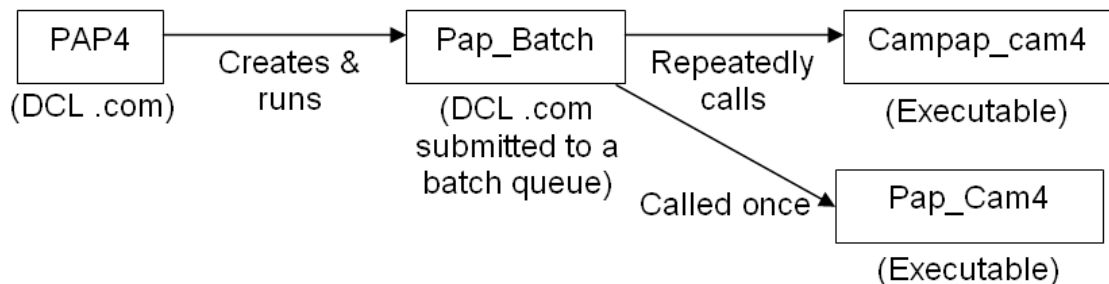 PAP4
(DCL .com)
Creates &
runs
Pap_Batch
(DCL .com
submitted to a
batch queue)
Repeatedly
calls
Campap_cam4
(Executable)
Called once
Pap_Cam4
(Executable)